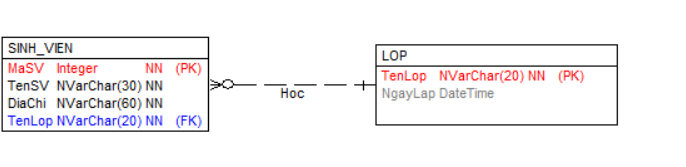 SINH_VIEN
MaSV Integer NN (PK)
TenSV NVarChar(30) NN
DiaChi NVarChar(60) NN
TenLop NVarChar(20) NN (FK)
Hoc
LOP
TenLop NVarChar(20) NN (PK)
NgayLap DateTime